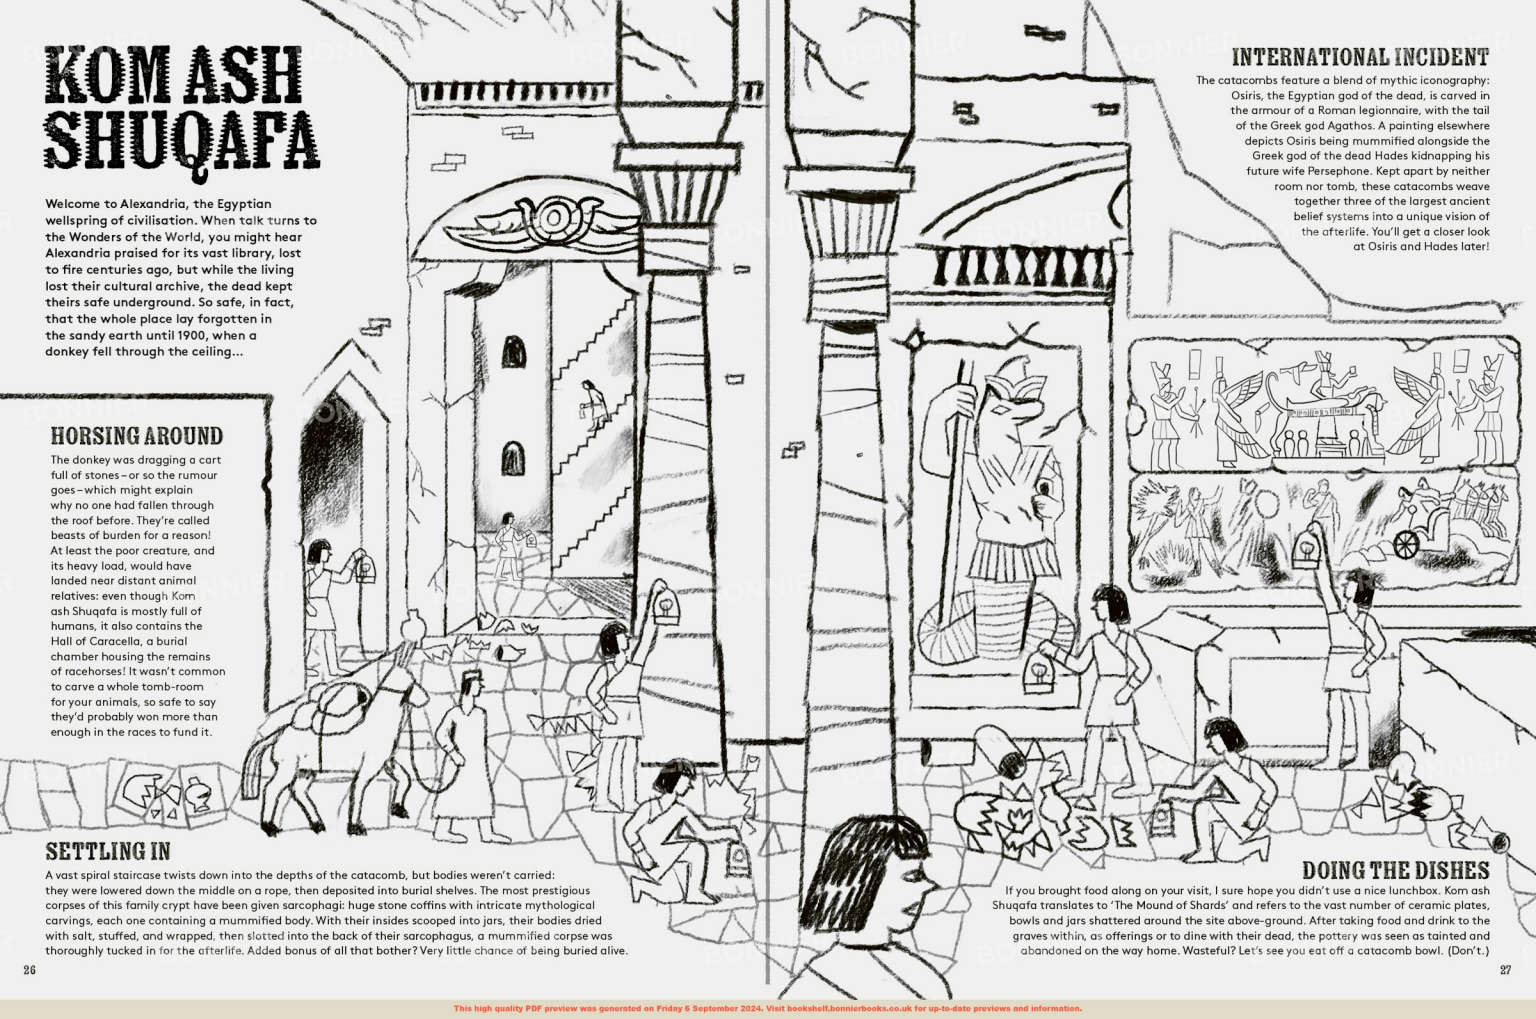 KOM ASH
SHUQAFA
Welcome to Alexandria, the Egyptian
wellspring of civilisation. When talk turns to
the Wonders of the World, you might hear
Alexandria praised for its vast library, lost
to fire centuries ago, but while the living
lost their cultural archive, the dead kept
theirs safe underground. So safe, in fact,
that the whole place lay forgotten in
the sandy earth until 1900, when a
donkey fell through the ceiling...
HORSING AROUND
The donkey was dragging a cart
full of stones – or so the rumour
goes – which might explain
why no one had fallen through
the roof before. They're called
beasts of burden for a reason!
At least the poor creature, and
its heavy load, would have
landed near distant animal
relatives: even though Kom
ash Shuqafa is mostly full of
humans, it also contains the
Hall of Caracella, a burial
chamber housing the remains
of racehorses! It wasn't common
to carve a whole tomb-room
for your animals, so safe to say
they'd probably won more than
enough in the races to fund it.
SETTLING IN
A vast spiral staircase twists down into the depths of the catacomb, but bodies weren't carried:
they were lowered down the middle on a rope, then deposited into burial shelves. The most prestigious
corpses of this family crypt have been given sarcophagi: huge stone coffins with intricate mythological
carvings, each one containing a mummified body. With their insides scooped into jars, their bodies dried
with salt, stuffed, and wrapped, then slotted into the back of their sarcophagus, a mummified corpse was
thoroughly tucked in for the afterlife. Added bonus of all that bother? Very little chance of being buried alive.
26
INTERNATIONAL INCIDENT
The catacombs feature a blend of mythic iconography:
Osiris, the Egyptian god of the dead, is carved in
the armour of a Roman legionnaire, with the tail
of the Greek god Agathos. A painting elsewhere
depicts Osiris being mummified alongside the
Greek god of the dead Hades kidnapping his
future wife Persephone. Kept apart by neither
room nor tomb, these catacombs weave
together three of the largest ancient
belief systems into a unique vision of
the afterlife. You'll get a closer look
at Osiris and Hades later!
DOING THE DISHES
If you brought food along on your visit, I sure hope you didn't use a nice lunchbox. Kom ash
Shuqafa translates to 'The Mound of Shards' and refers to the vast number of ceramic plates,
bowls and jars shattered around the site above-ground. After taking food and drink to the
graves within, as offerings or to dine with their dead, the pottery was seen as tainted and
abandoned on the way home. Wasteful? Let's see you eat off a catacomb bowl. (Don't.)
27
This high quality PDF preview was generated on Friday 6 September 2024. Visit bookshelf.bonnierbooks.co.uk for up-to-date previews and information.
BONNIER